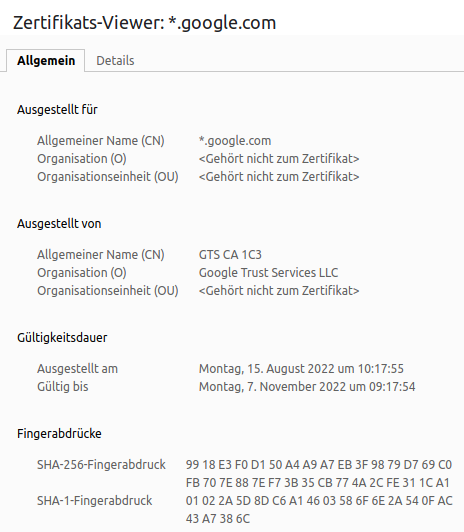 Zertifikats-Viewer: *.google.com
Allgemein Details
Ausgestellt für
Allgemeiner Name (CN) *.google.com
Organisation (O) <Gehört nicht zum Zertifikat>
Organisationseinheit (OU) <Gehört nicht zum Zertifikat>
Ausgestellt von
Allgemeiner Name (CN) GTS CA 1C3
Organisation (O) Google Trust Services LLC
Organisationseinheit (OU) <Gehört nicht zum Zertifikat>
Gültigkeitsdauer
Ausgestellt am Montag, 15. August 2022 um 10:17:55
Gültig bis Montag, 7. November 2022 um 09:17:54
Fingerabdrücke
SHA-256-Fingerabdruck 99 18 E3 F0 D1 50 A4 A9 A7 EB 3F 98 79 D7 69 C0
FB 70 7E 88 7E F7 3B 35 CB 77 4A 2C FE 31 1C A1
SHA-1-Fingerabdruck 01 02 2A 5D 8D C6 A1 46 03 58 6F 6E 2A 54 0F AC
43 A7 38 6C